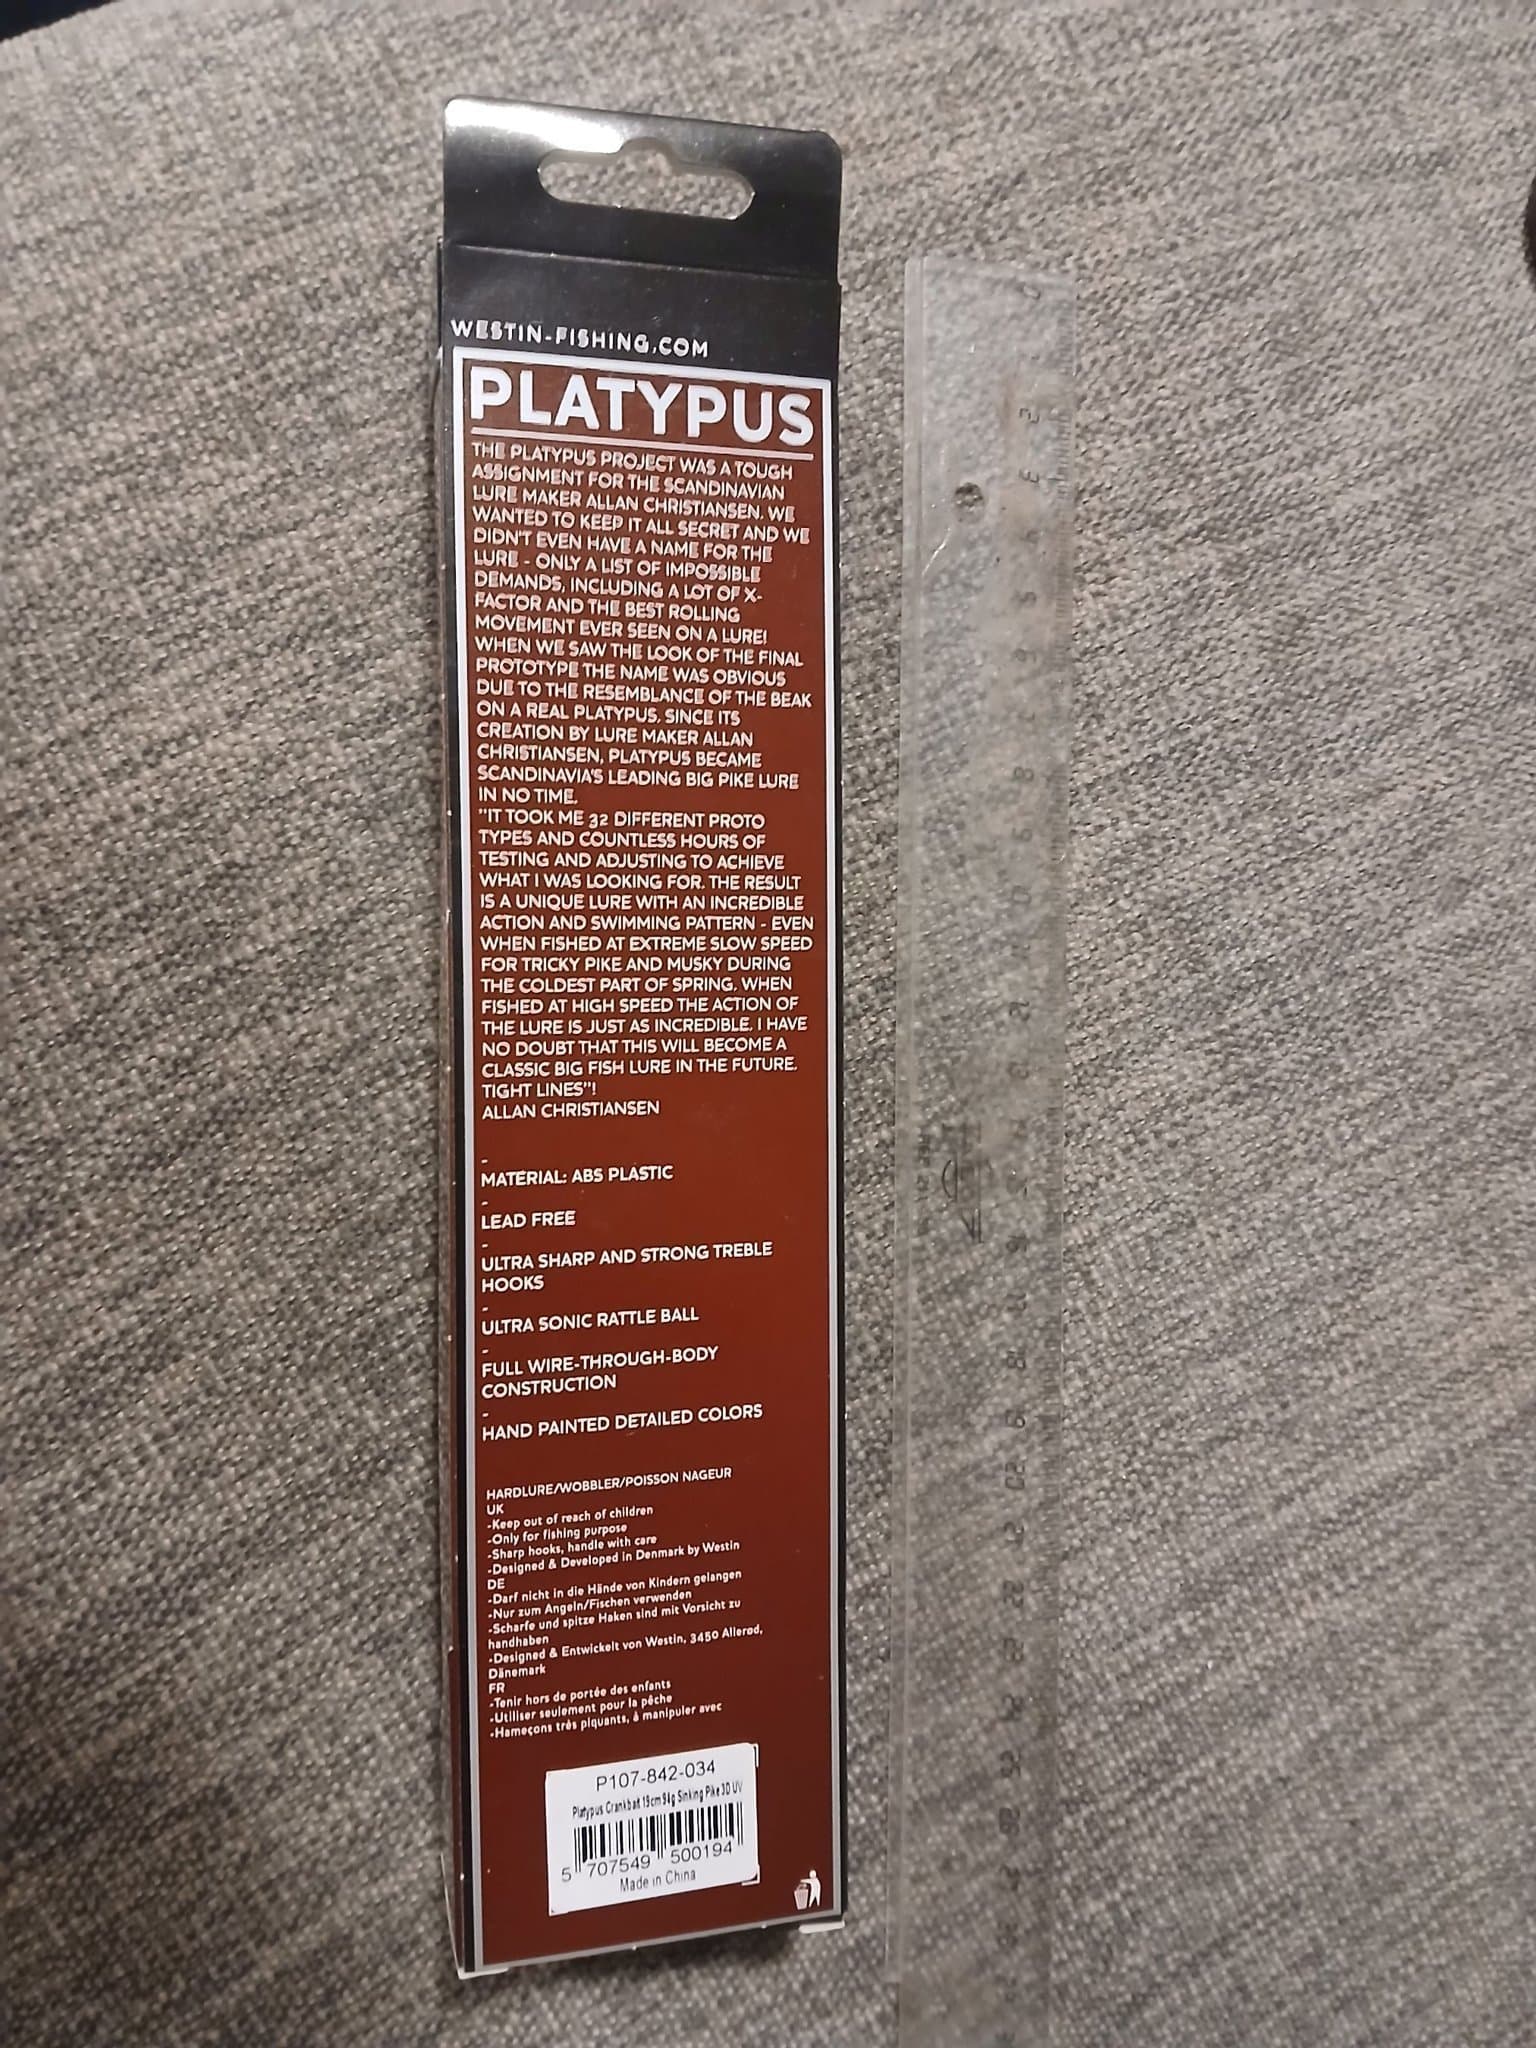 WESTIN-FISHING.COM
PLATYPUS
THE PLATYPUS PROJECT WAS A TOUGH
ASSIGNMENT FOR THE SCANDINAVIAN
LURE MAKER ALLAN CHRISTIANSEN. WE
WANTED TO KEEP IT ALL SECRET AND WE
DIDN'T EVEN HAVE A NAME FOR THE
LURE - ONLY A LIST OF IMPOSSIBLE
DEMANDS, INCLUDING A LOT OF X-
FACTOR AND THE BEST ROLLING
MOVEMENT EVER SEEN ON A LURE!
WHEN WE SAW THE LOOK OF THE FINAL
PROTOTYPE THE NAME WAS OBVIOUS
DUE TO THE RESEMBLANCE OF THE BEAK
ON A REAL PLATYPUS. SINCE ITS
CREATION BY LURE MAKER ALLAN
CHRISTIANSEN, PLATYPUS BECAME
SCANDINAVIA'S LEADING BIG PIKE LURE
IN NO TIME.
"IT TOOK ME 32 DIFFERENT PROTO
TYPES AND COUNTLESS HOURS OF
TESTING AND ADJUSTING TO ACHIEVE
WHAT I WAS LOOKING FOR. THE RESULT
IS A UNIQUE LURE WITH AN INCREDIBLE
ACTION AND SWIMMING PATTERN - EVEN
WHEN FISHED AT EXTREME SLOW SPEED
FOR TRICKY PIKE AND MUSKY DURING
THE COLDEST PART OF SPRING. WHEN
FISHED AT HIGH SPEED THE ACTION OF
THE LURE IS JUST AS INCREDIBLE. I HAVE
NO DOUBT THAT THIS WILL BECOME A
CLASSIC BIG FISH LURE IN THE FUTURE.
TIGHT LINES"!
ALLAN CHRISTIANSEN
-
MATERIAL: ABS PLASTIC
-
LEAD FREE
-
ULTRA SHARP AND STRONG TREBLE
HOOKS
-
ULTRA SONIC RATTLE BALL
-
FULL WIRE-THROUGH-BODY
CONSTRUCTION
-
HAND PAINTED DETAILED COLORS
HARDLURE/WOBBLER/POISSON NAGEUR
UK
-Keep out of reach of children
-Only for fishing purpose
-Sharp hooks, handle with care
-Designed & Developed in Denmark by Westin
DE
-Darf nicht in die Hände von Kindern gelangen
-Nur zum Angeln/Fischen verwenden
-Scharfe und spitze Haken sind mit Vorsicht zu
handhaben
-Designed & Entwickelt von Westin, 3450 Allerød,
Dänemark
FR
-Tenir hors de portée des enfants
-Utiliser seulement pour la pêche
-Hameçons très piquants, à manipuler avec
P107-842-034
Platypus Crankbait 19cm 94g Sinking Pike 3D UV
5 707549 500194
Made in China